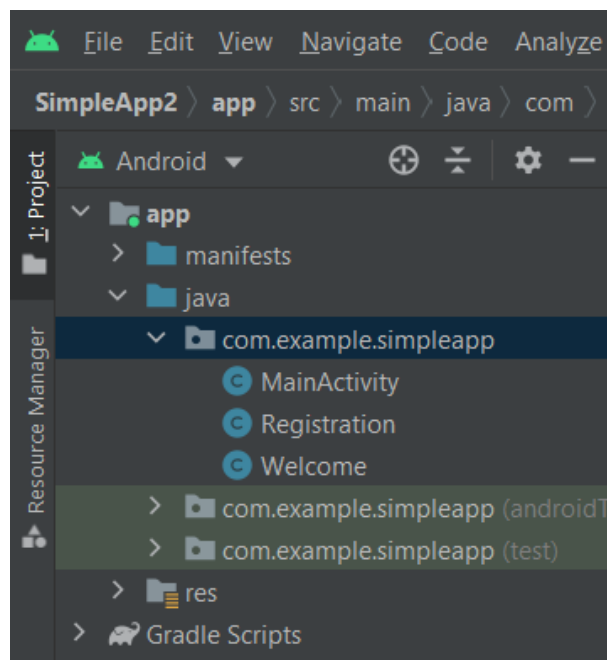 File Edit View Navigate Code Analyze
SimpleApp2 〉 app 〉 src 〉 main 〉 java 〉 com 〉
1: Project
Resource Manager
Android
app
manifests
java
com.example.simpleapp
MainActivity
Registration
Welcome
com.example.simpleapp (androidT
com.example.simpleapp (test)
res
Gradle Scripts